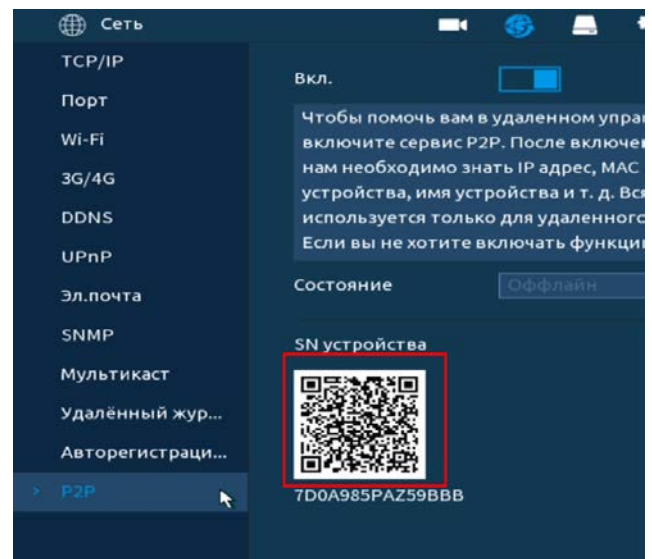 Сеть
TCP/IP
Порт
Wi-Fi
3G/4G
DDNS
UPnP
Эл.почта
SNMP
Мультикаст
Удалённый жур...
Авторегистраци...
> P2P
Вкл.
Чтобы помочь вам в удаленном упра
включите сервис P2P. После включе
нам необходимо знать IP адрес, MAC
устройства, имя устройства и т. д. Вся
используется только для удаленного
Если вы не хотите включать функци
Состояние
Оффлайн
SN устройства
7D0A985PAZ59BBB